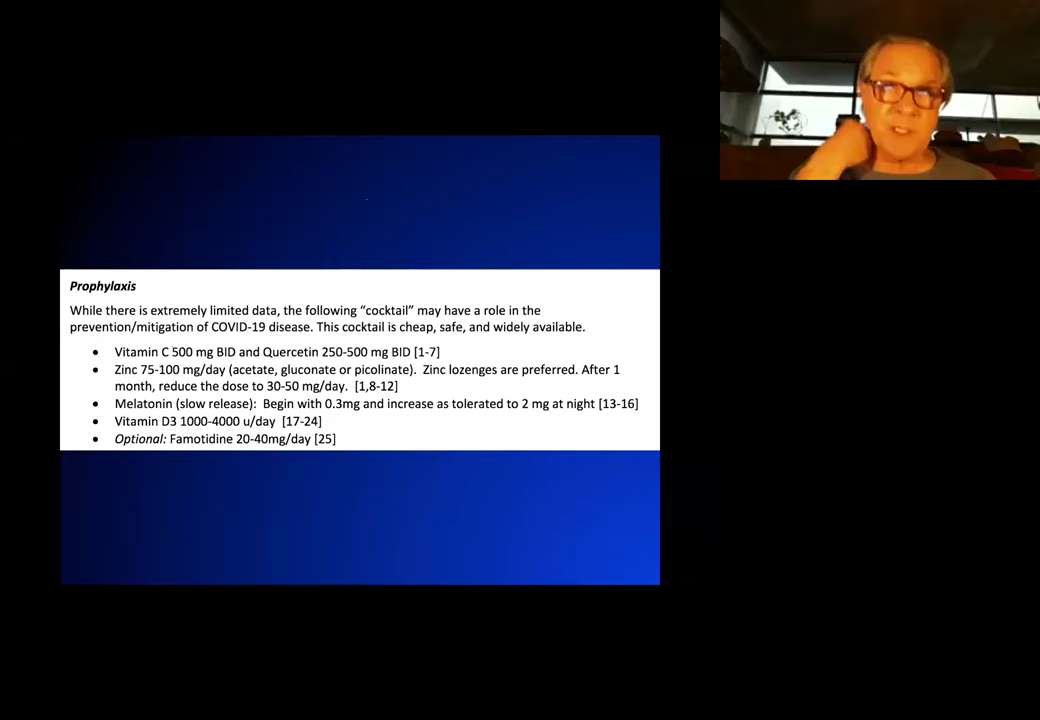 Prophylaxis
While there is extremely limited data, the following “cocktail” may have a role in the
prevention/mitigation of COVID-19 disease. This cocktail is cheap, safe, and widely available.
• Vitamin C 500 mg BID and Quercetin 250-500 mg BID [1-7]
• Zinc 75-100 mg/day (acetate, gluconate or picolinate). Zinc lozenges are preferred. After 1
month, reduce the dose to 30-50 mg/day. [1,8-12]
• Melatonin (slow release): Begin with 0.3mg and increase as tolerated to 2 mg at night [13-16]
• Vitamin D3 1000-4000 u/day [17-24]
• Optional: Famotidine 20-40mg/day [25]